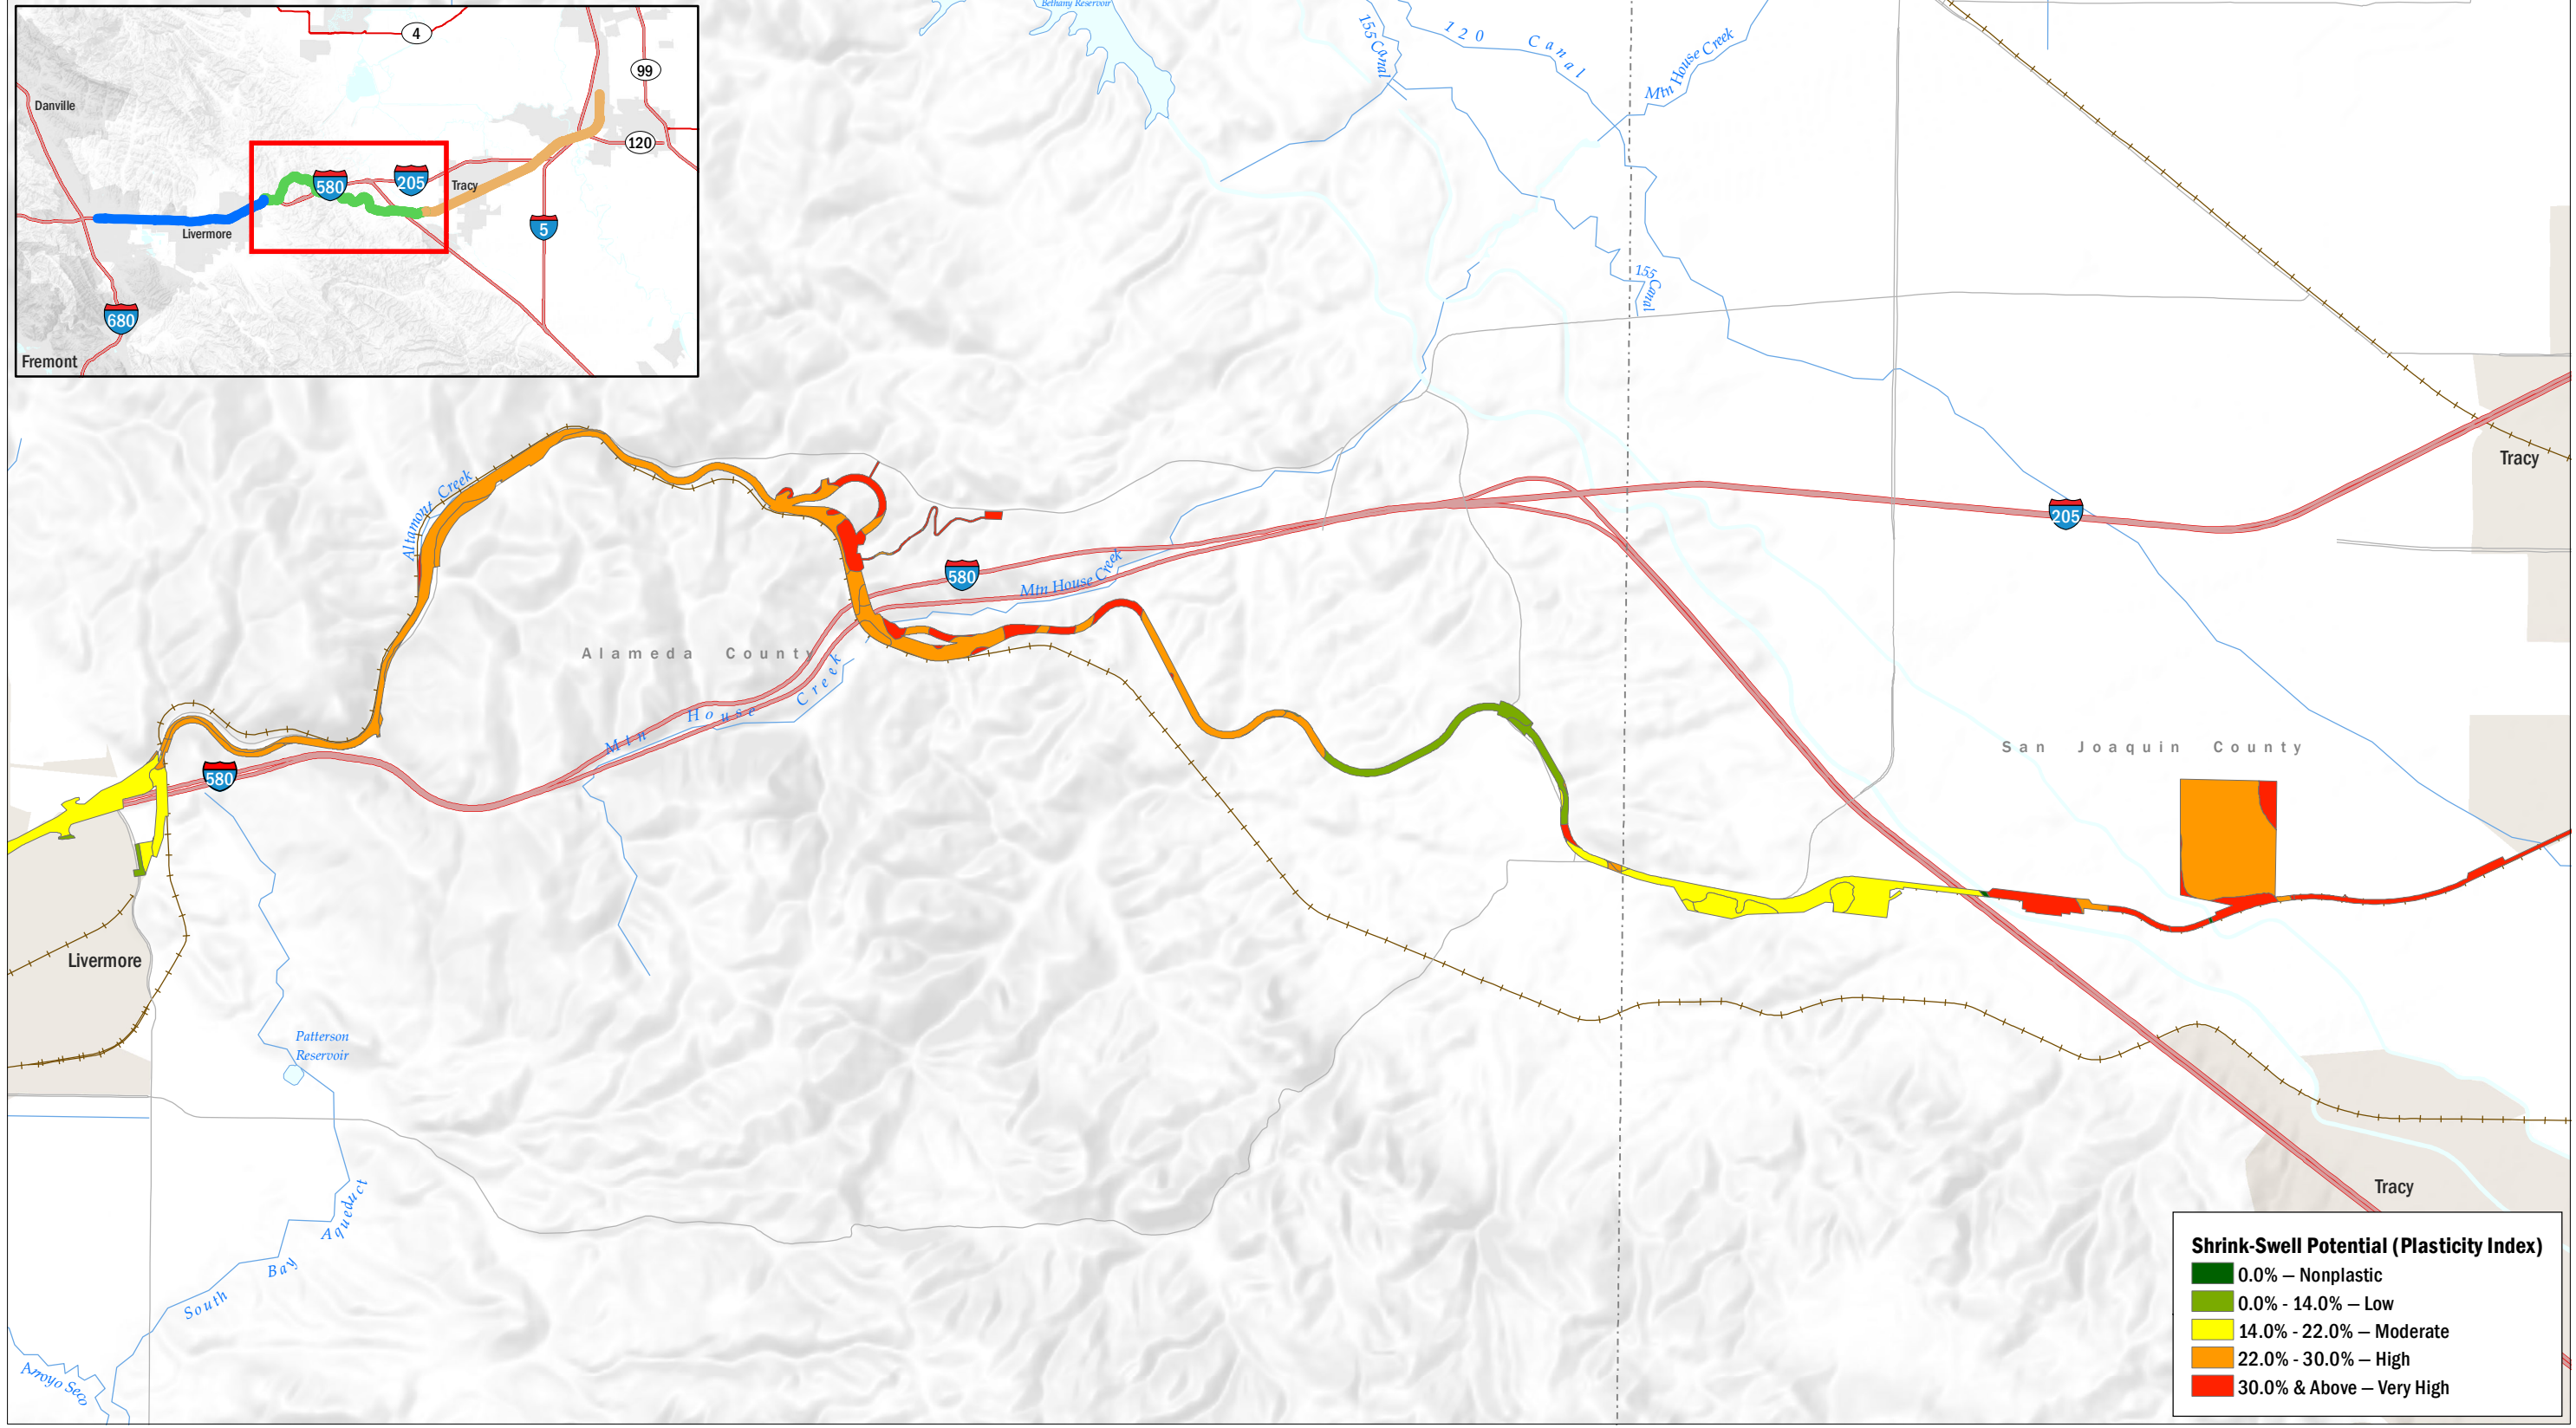 4
99
Danville
120
580
205
Tracy
Livermore
5
680
Fremont
Bethany Reservoir
155 Canal
120 Canal
Mtn House Creek
155 Canal
Tracy
Altamont Creek
205
580
Mtn House Creek
Alameda County
Mtn House Creek
San Joaquin County
580
Livermore
Patterson
Reservoir
South Bay Aqueduct
Tracy
Arroyo Seco
Shrink-Swell Potential (Plasticity Index)
0.0% — Nonplastic
0.0% - 14.0% — Low
14.0% - 22.0% — Moderate
22.0% - 30.0% — High
30.0% & Above — Very High